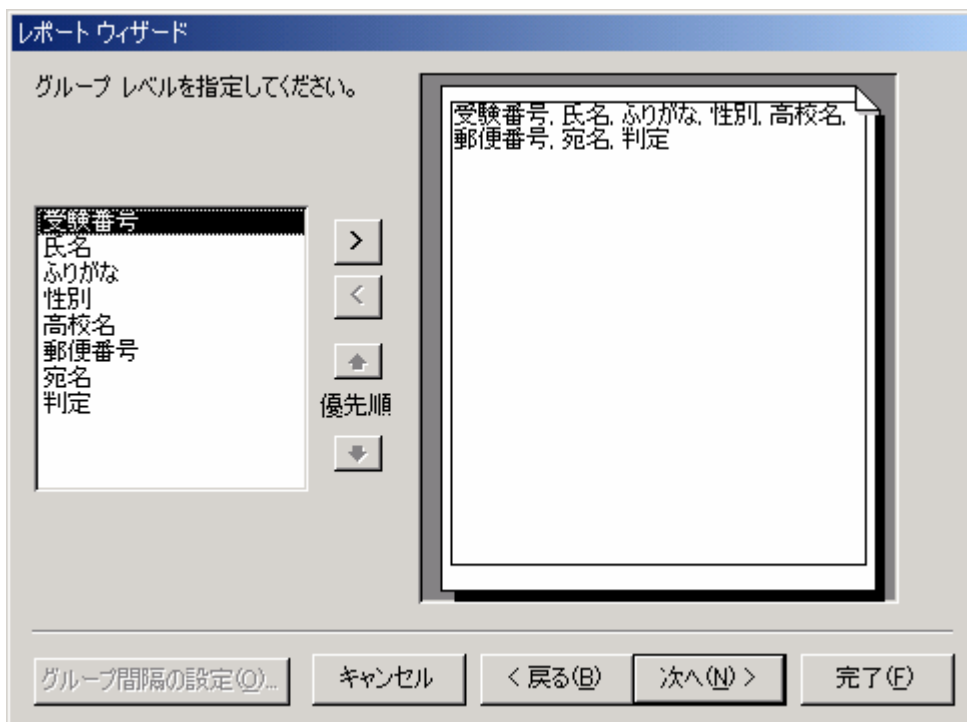 レポート ウィザード
グループ レベルを指定してください。
受験番号
氏名
ふりがな
性別
高校名
郵便番号
宛名
判定
>
<
優先順
受験番号, 氏名, ふりがな, 性別, 高校名,
郵便番号, 宛名, 判定
グループ間隔の設定(O)...
キャンセル
< 戻る(B)
次へ(N) >
完了(F)